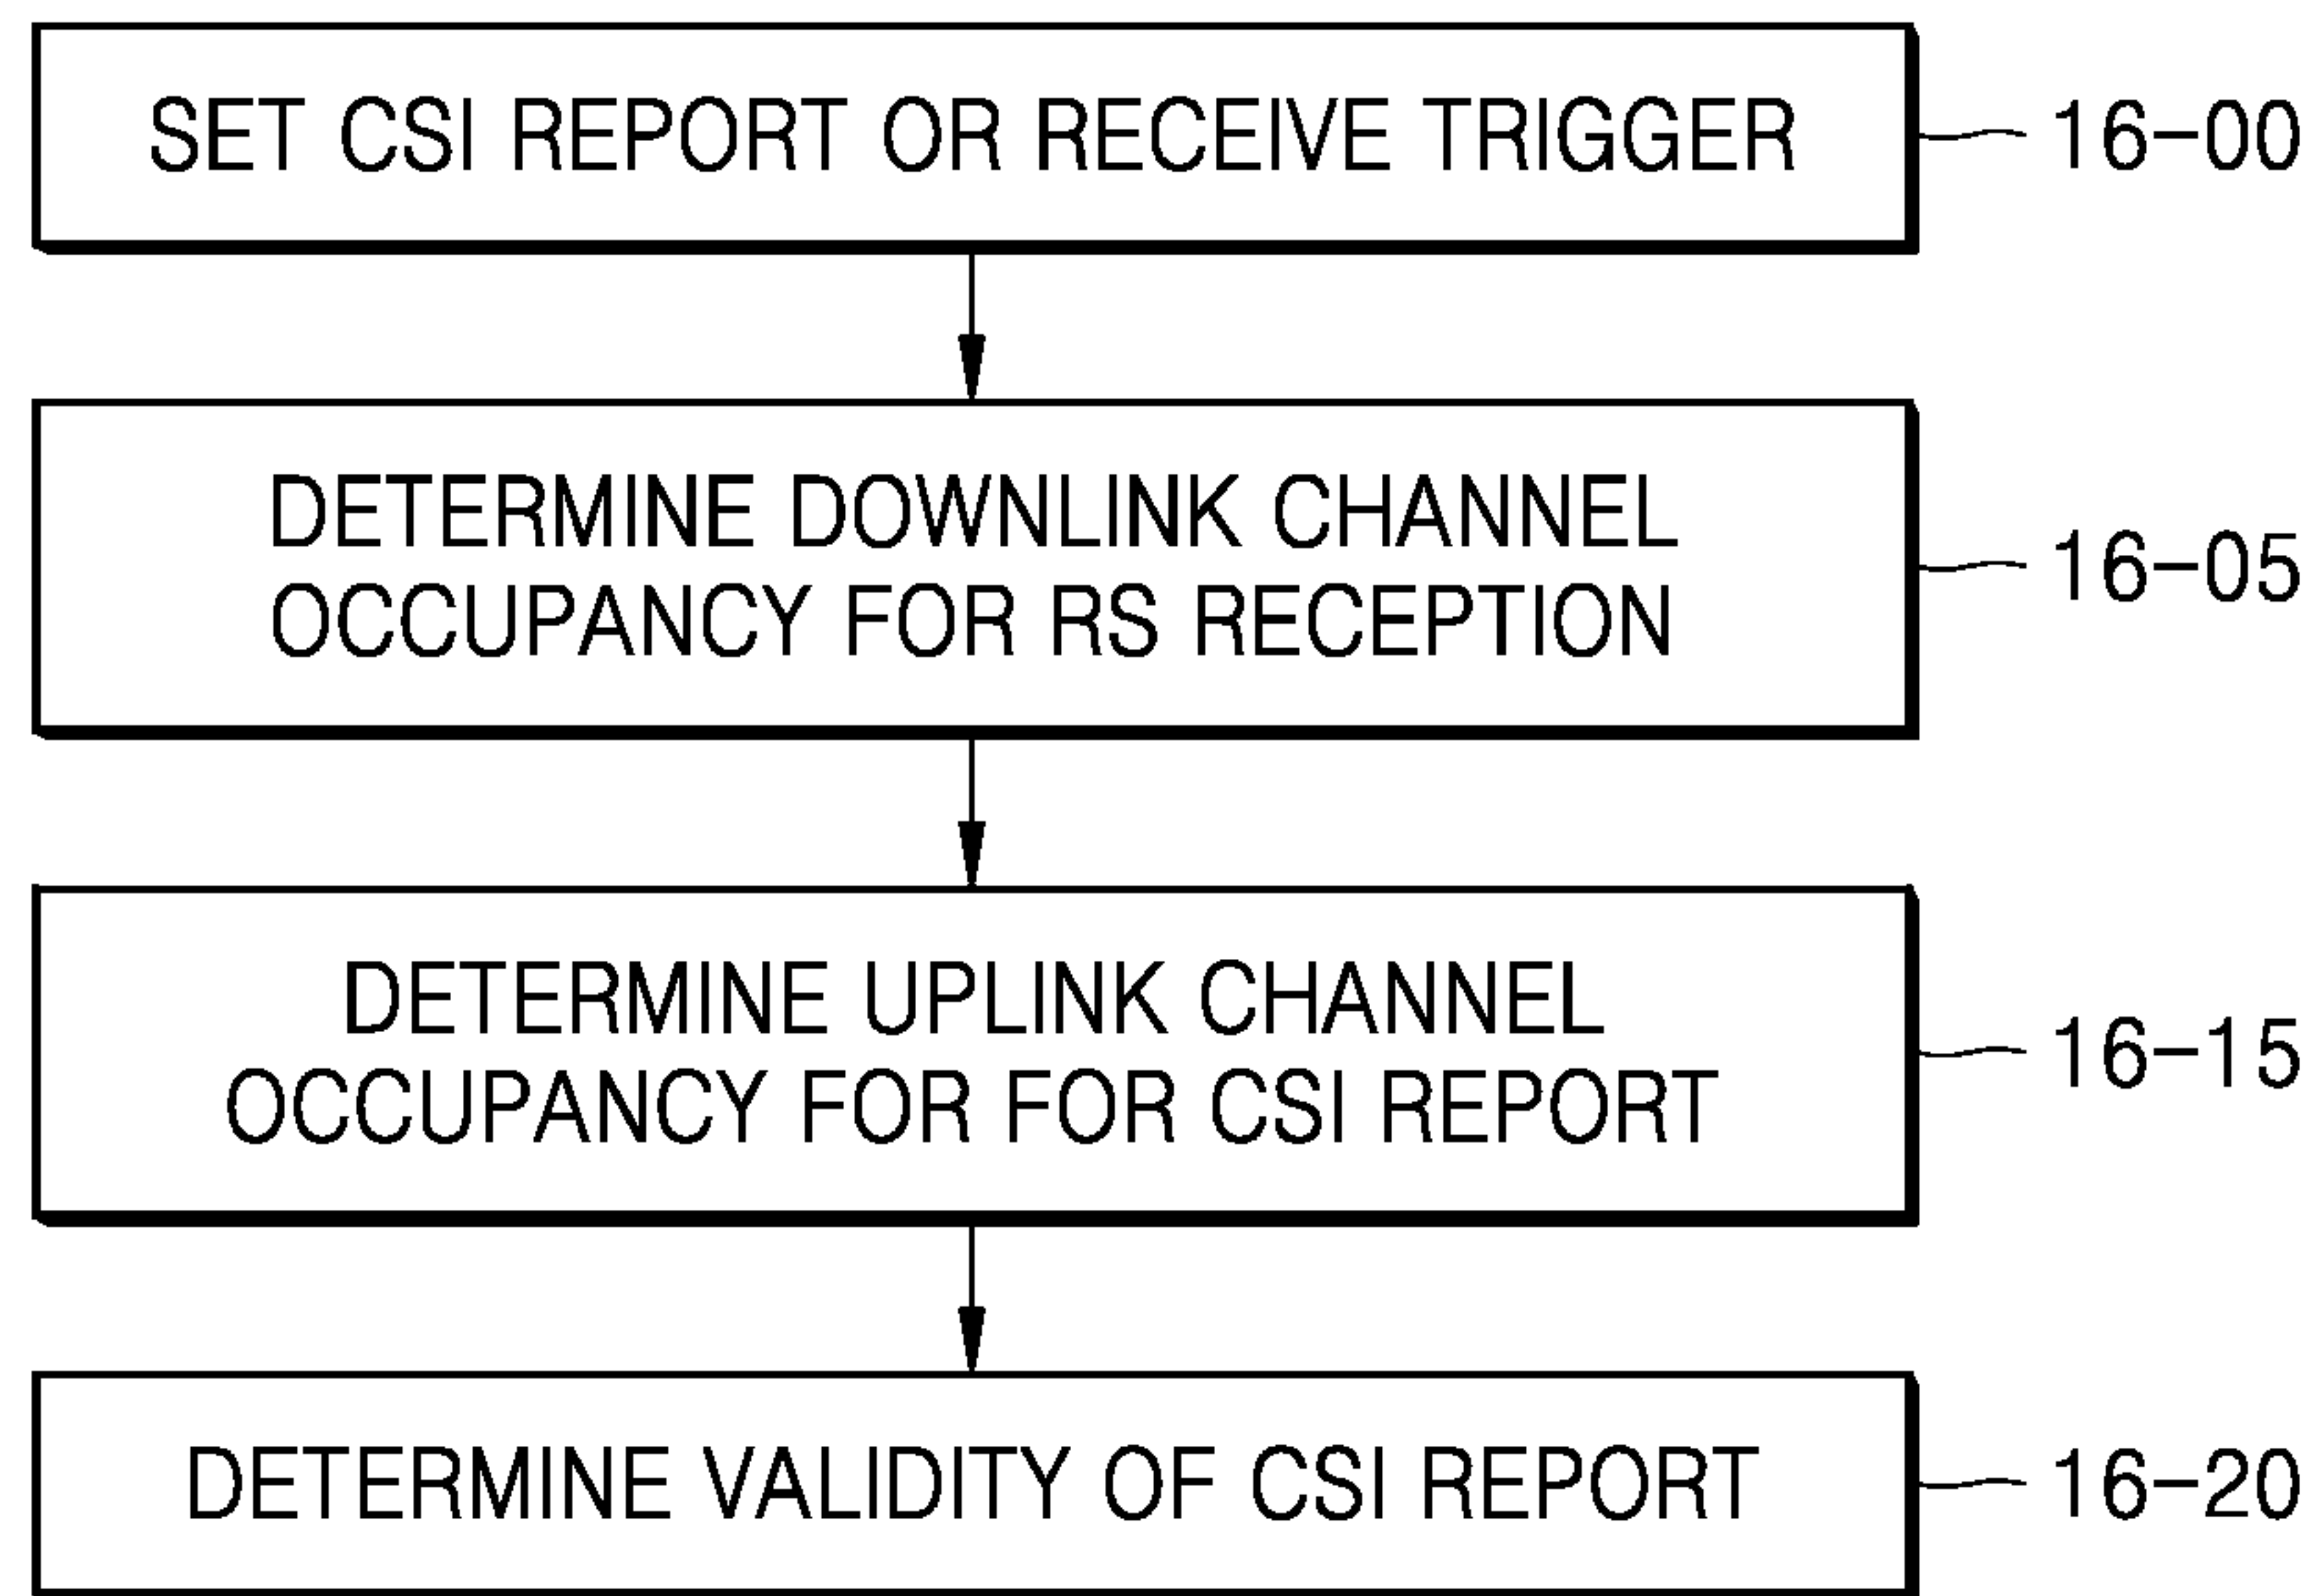 SET CSI REPORT OR RECEIVE TRIGGER
16-00
DETERMINE DOWNLINK CHANNEL
OCCUPANCY FOR RS RECEPTION
16-05
DETERMINE UPLINK CHANNEL
OCCUPANCY FOR FOR CSI REPORT
16-15
DETERMINE VALIDITY OF CSI REPORT
16-20